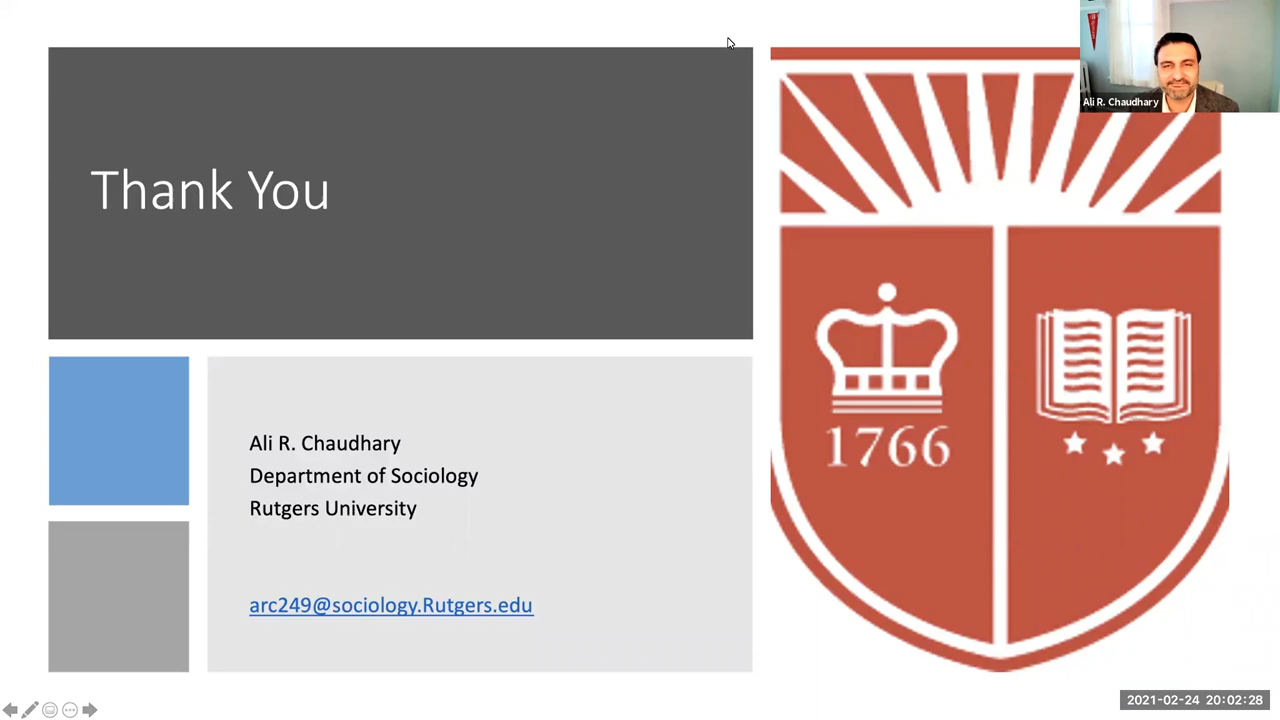 Thank You
Ali R. Chaudhary
Department of Sociology
Rutgers University
arc249@sociology.Rutgers.edu
1766
Ali R. Chaudhary
2021-02-24 20:02:28